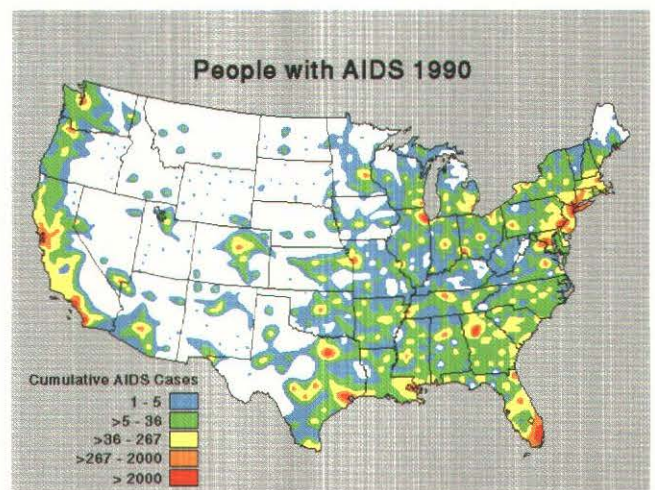 People with AIDS 1990
Cumulative AIDS Cases
1 - 5
>5 - 36
>36 - 267
>267 - 2000
> 2000